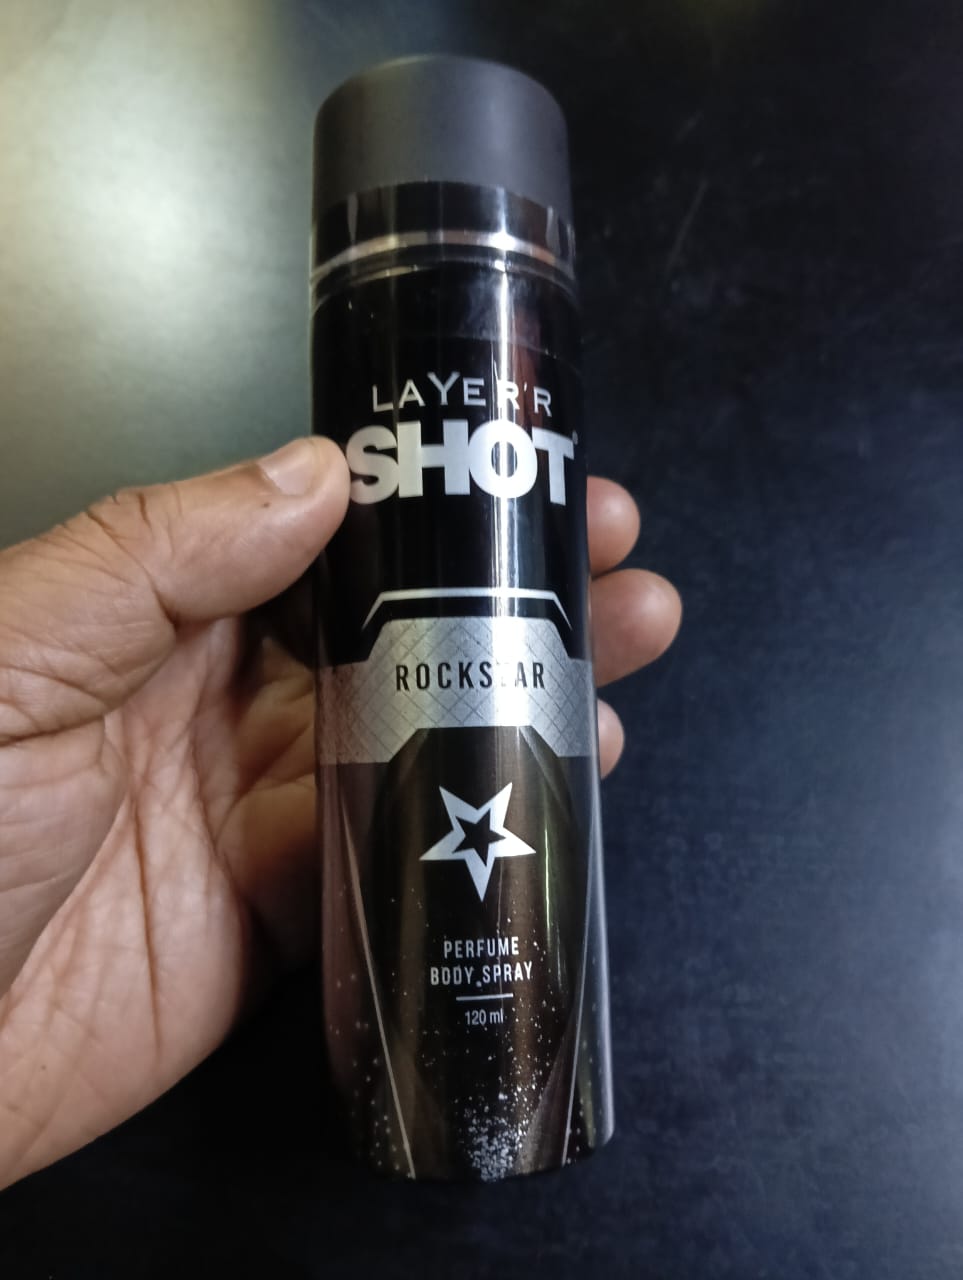 LAYER'R
SHOT
ROCKSTAR
PERFUME
BODY SPRAY
120 ml